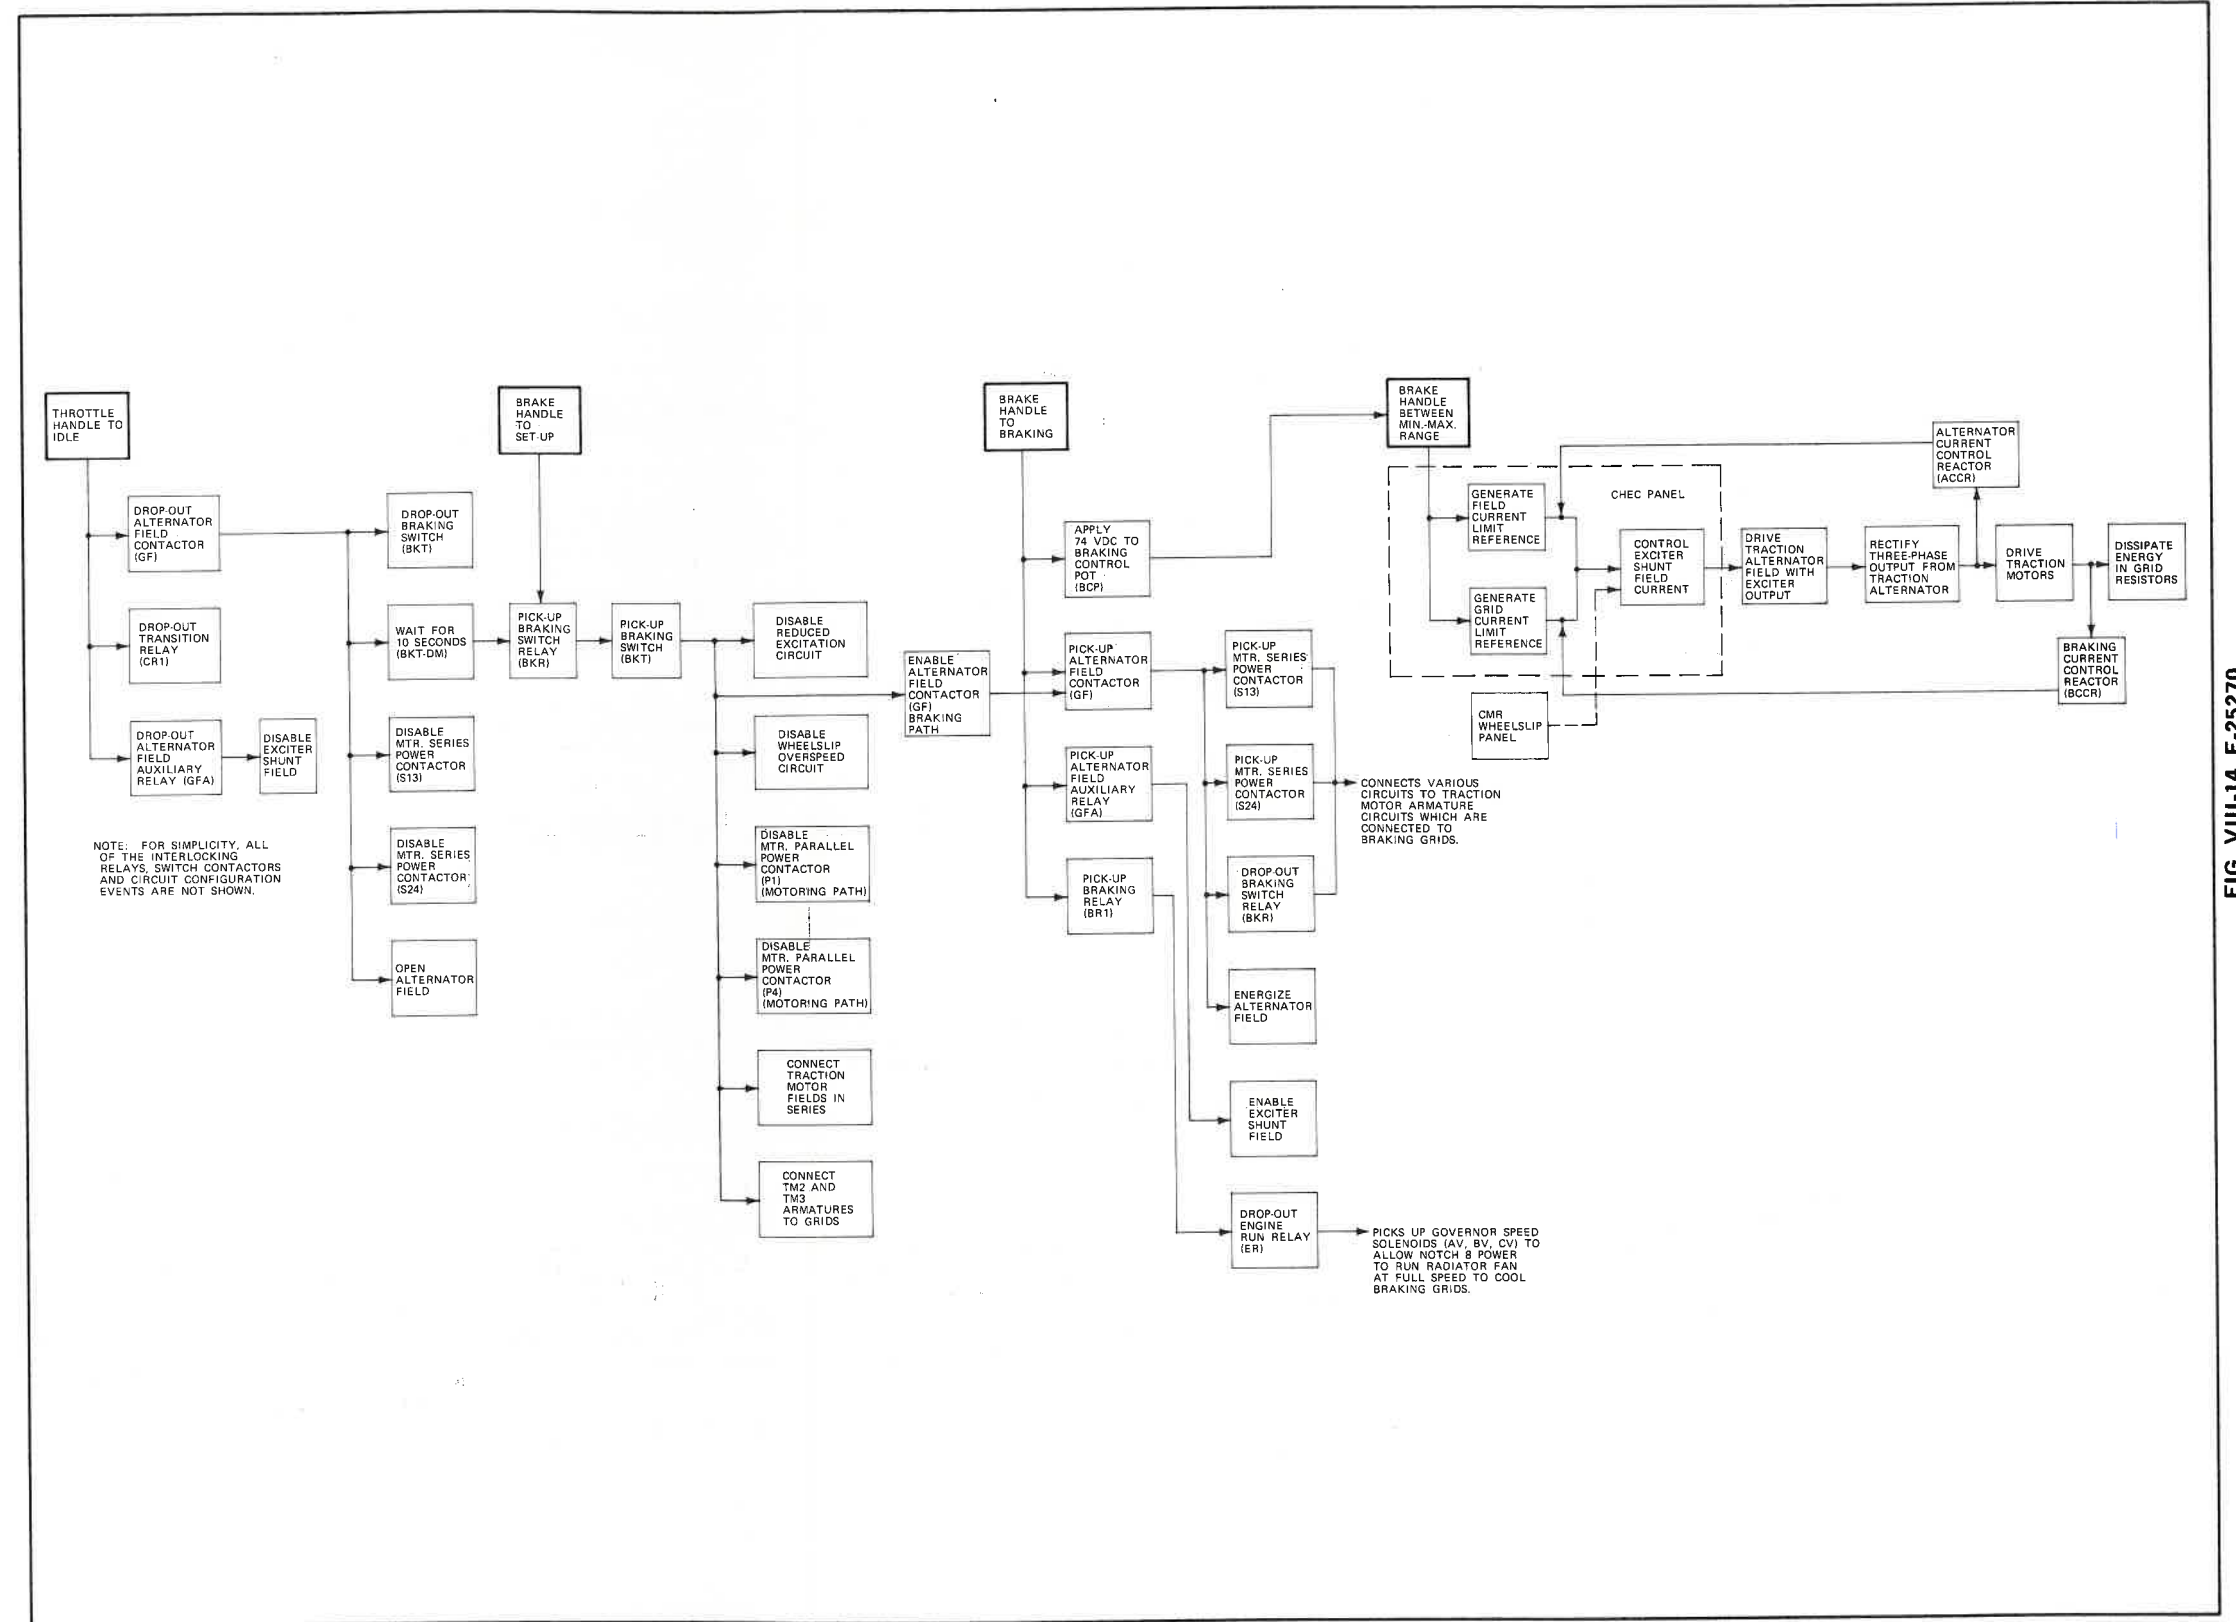 THROTTLE
HANDLE TO
IDLE
DROP-OUT
ALTERNATOR
FIELD
CONTACTOR
(GF)
DROP-OUT
TRANSITION
RELAY
(CR1)
DROP-OUT
ALTERNATOR
FIELD
AUXILIARY
RELAY (GFA)
DISABLE
EXCITER
SHUNT
FIELD
NOTE: FOR SIMPLICITY, ALL
OF THE INTERLOCKING
RELAYS, SWITCH CONTACTORS
AND CIRCUIT CONFIGURATION
EVENTS ARE NOT SHOWN.
DROP-OUT
BRAKING
SWITCH
(BKT)
WAIT FOR
10 SECONDS
(BKT-DM)
DISABLE
MTR. SERIES
POWER
CONTACTOR
(S13)
DISABLE
MTR. SERIES
POWER
CONTACTOR
(S24)
OPEN
ALTERNATOR
FIELD
BRAKE
HANDLE
TO
SET-UP
PICK-UP
BRAKING
SWITCH
RELAY
(BKR)
PICK-UP
BRAKING
SWITCH
(BKT)
DISABLE
REDUCED
EXCITATION
CIRCUIT
DISABLE
WHEELSLIP
OVERSPEED
CIRCUIT
DISABLE
MTR. PARALLEL
POWER
CONTACTOR
(P1)
(MOTORING PATH)
DISABLE
MTR. PARALLEL
POWER
CONTACTOR
(P4)
(MOTORING PATH)
CONNECT
TRACTION
MOTOR
FIELDS IN
SERIES
CONNECT
TM2 AND
TM3
ARMATURES
TO GRIDS
ENABLE
ALTERNATOR
FIELD
CONTACTOR
(GF)
BRAKING
PATH
BRAKE
HANDLE
TO
BRAKING
APPLY
74 VDC TO
BRAKING
CONTROL
POT
(BCP)
PICK-UP
ALTERNATOR
FIELD
CONTACTOR
(GF)
PICK-UP
ALTERNATOR
FIELD
AUXILIARY
RELAY
(GFA)
PICK-UP
BRAKING
RELAY
(BR1)
PICK-UP
MTR. SERIES
POWER
CONTACTOR
(S13)
PICK-UP
MTR. SERIES
POWER
CONTACTOR
(S24)
DROP-OUT
BRAKING
SWITCH
RELAY
(BKR)
ENERGIZE
ALTERNATOR
FIELD
ENABLE
EXCITER
SHUNT
FIELD
DROP-OUT
ENGINE
RUN RELAY
(ER)
CONNECTS VARIOUS
CIRCUITS TO TRACTION
MOTOR ARMATURE
CIRCUITS WHICH ARE
CONNECTED TO
BRAKING GRIDS.
PICKS UP GOVERNOR SPEED
SOLENOIDS (AV, BV, CV) TO
ALLOW NOTCH 8 POWER
TO RUN RADIATOR FAN
AT FULL SPEED TO COOL
BRAKING GRIDS.
BRAKE
HANDLE
BETWEEN
MIN.-MAX.
RANGE
CHEC PANEL
GENERATE
FIELD
CURRENT
LIMIT
REFERENCE
GENERATE
GRID
CURRENT
LIMIT
REFERENCE
CONTROL
EXCITER
SHUNT
FIELD
CURRENT
CMR
WHEELSLIP
PANEL
DRIVE
TRACTION
ALTERNATOR
FIELD WITH
EXCITER
OUTPUT
RECTIFY
THREE-PHASE
OUTPUT FROM
TRACTION
ALTERNATOR
ALTERNATOR
CURRENT
CONTROL
REACTOR
(ACCR)
DRIVE
TRACTION
MOTORS
DISSIPATE
ENERGY
IN GRID
RESISTORS
BRAKING
CURRENT
CONTROL
REACTOR
(BCCR)
FIG. VIII-14, E-25270